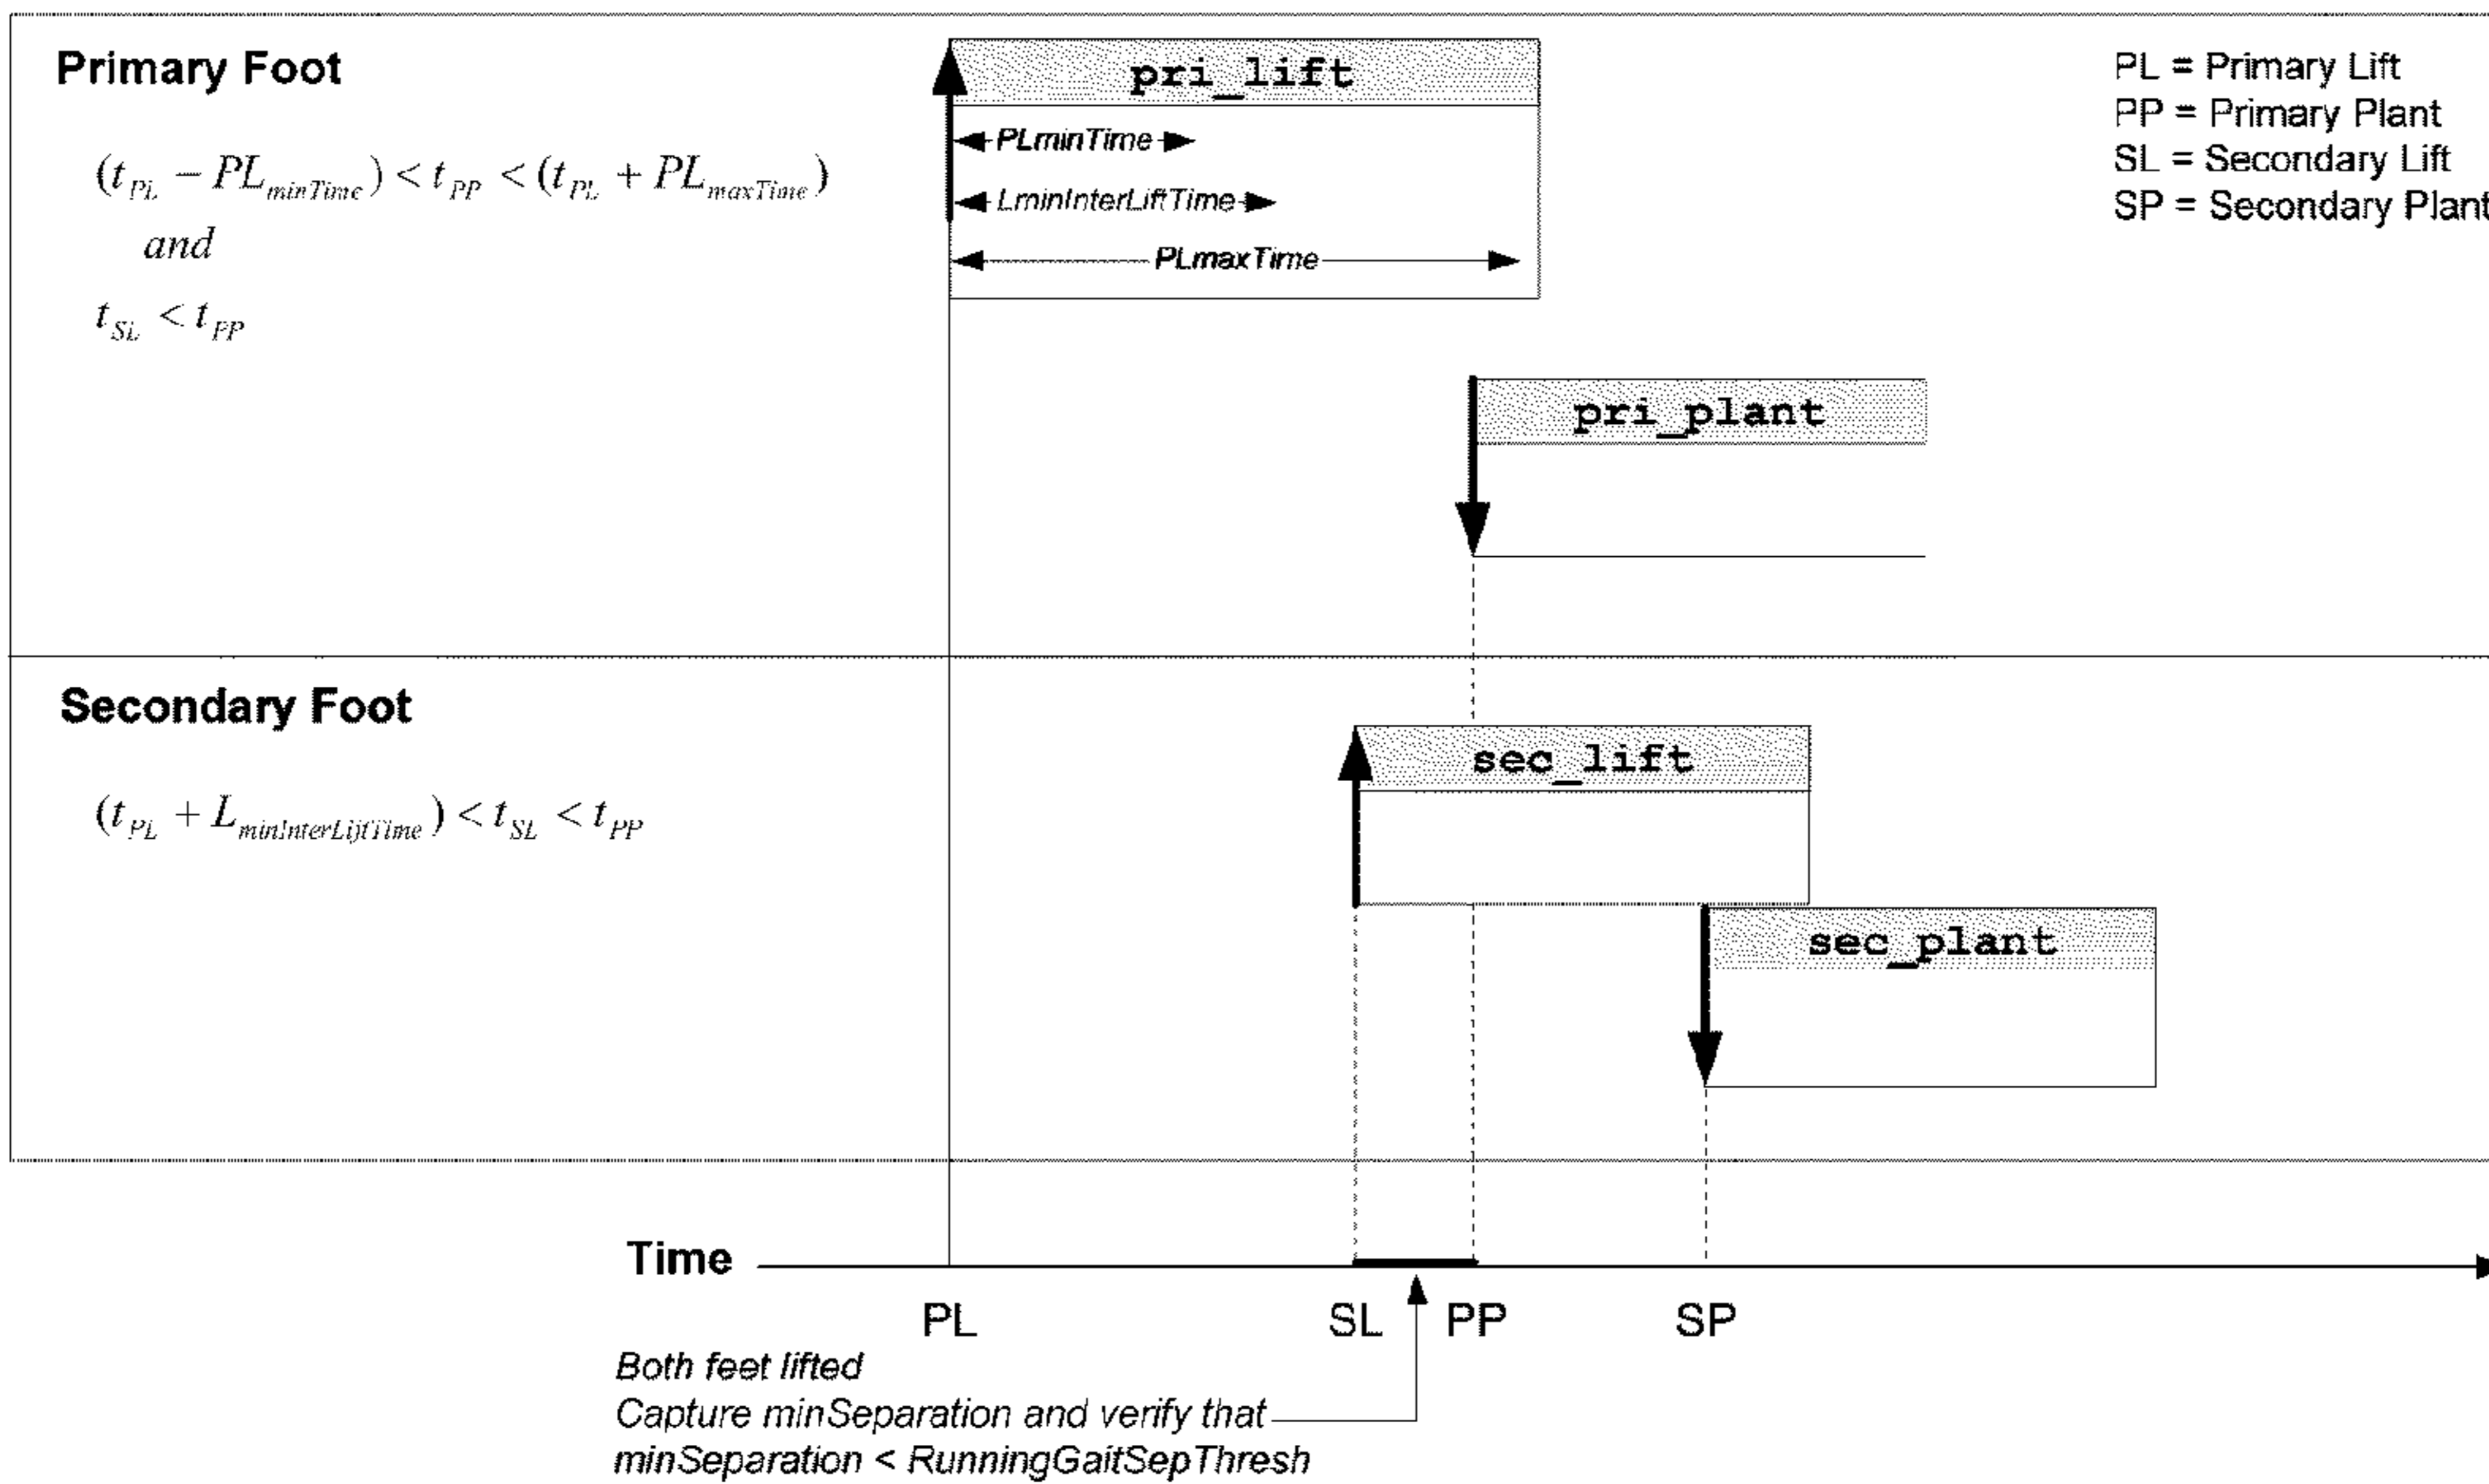 Primary Foot
(t_PL – PL_minTime) < t_PP < (t_PL + PL_maxTime)
and
t_SL < t_PP
pri_lift
PLminTime
LminInterLiftTime
PLmaxTime
PL = Primary Lift
PP = Primary Plant
SL = Secondary Lift
SP = Secondary Plant
pri_plant
Secondary Foot
(t_PL + L_minInterLiftTime) < t_SL < t_PP
sec_lift
sec_plant
Time
PL SL PP SP
Both feet lifted
Capture minSeparation and verify that
minSeparation < RunningGaitSepThresh